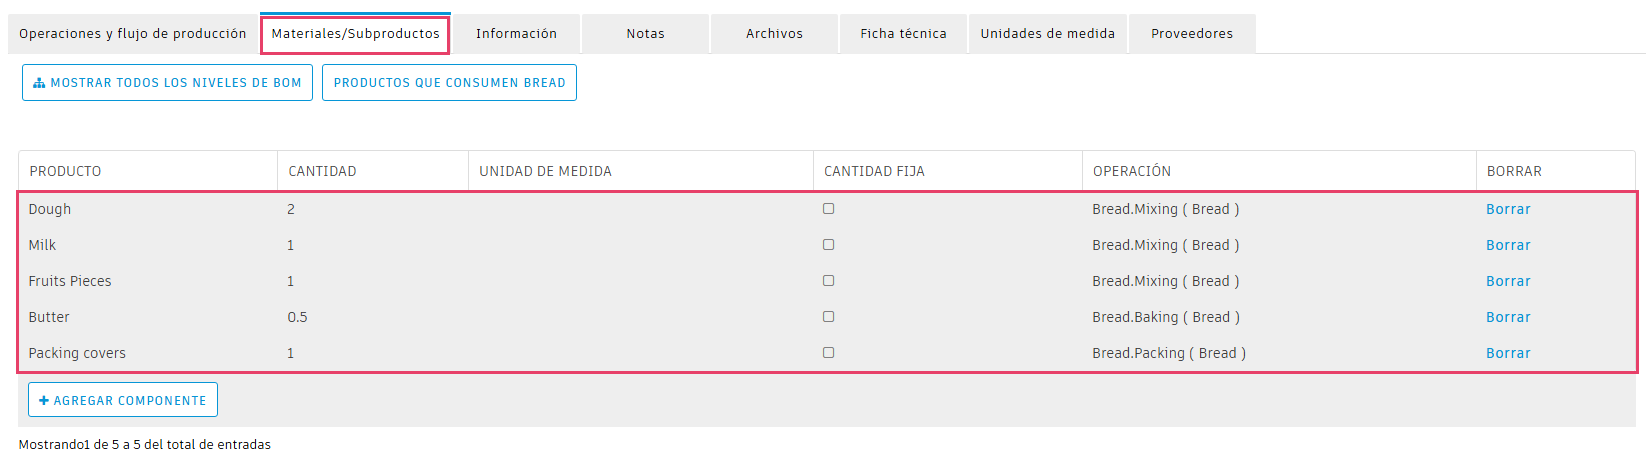 Operaciones y flujo de producción Materiales/Subproductos Información Notas Archivos Ficha técnica Unidades de medida Proveedores
MOSTRAR TODOS LOS NIVELES DE BOM PRODUCTOS QUE CONSUMEN BREAD
PRODUCTO CANTIDAD UNIDAD DE MEDIDA CANTIDAD FIJA OPERACIÓN BORRAR
Dough 2 Bread.Mixing ( Bread ) Borrar
Milk 1 Bread.Mixing ( Bread ) Borrar
Fruits Pieces 1 Bread.Mixing ( Bread ) Borrar
Butter 0.5 Bread.Baking ( Bread ) Borrar
Packing covers 1 Bread.Packing ( Bread ) Borrar
+ AGREGAR COMPONENTE
Mostrando1 de 5 a 5 del total de entradas